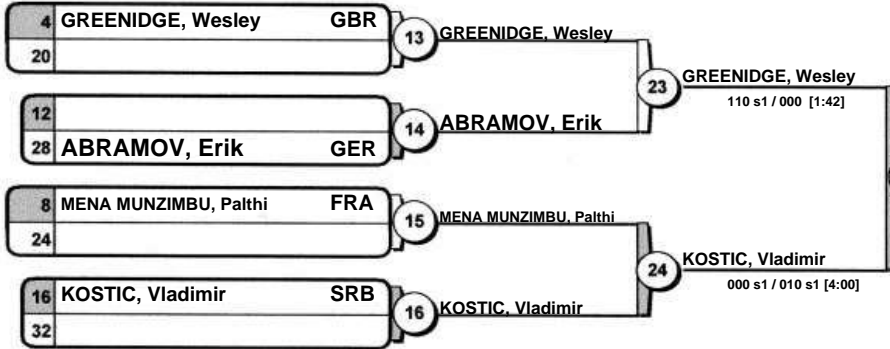 4 GREENIDGE, Wesley GBR
20
13
GREENIDGE, Wesley
12
28 ABRAMOV, Erik GER
14
ABRAMOV, Erik
23
GREENIDGE, Wesley
110 s1 / 000 [1:42]
8 MENA MUNZIMBU, Palthi FRA
24
15
MENA MUNZIMBU, Palthi
16 KOSTIC, Vladimir SRB
32
16
KOSTIC, Vladimir
24
KOSTIC, Vladimir
000 s1 / 010 s1 [4:00]